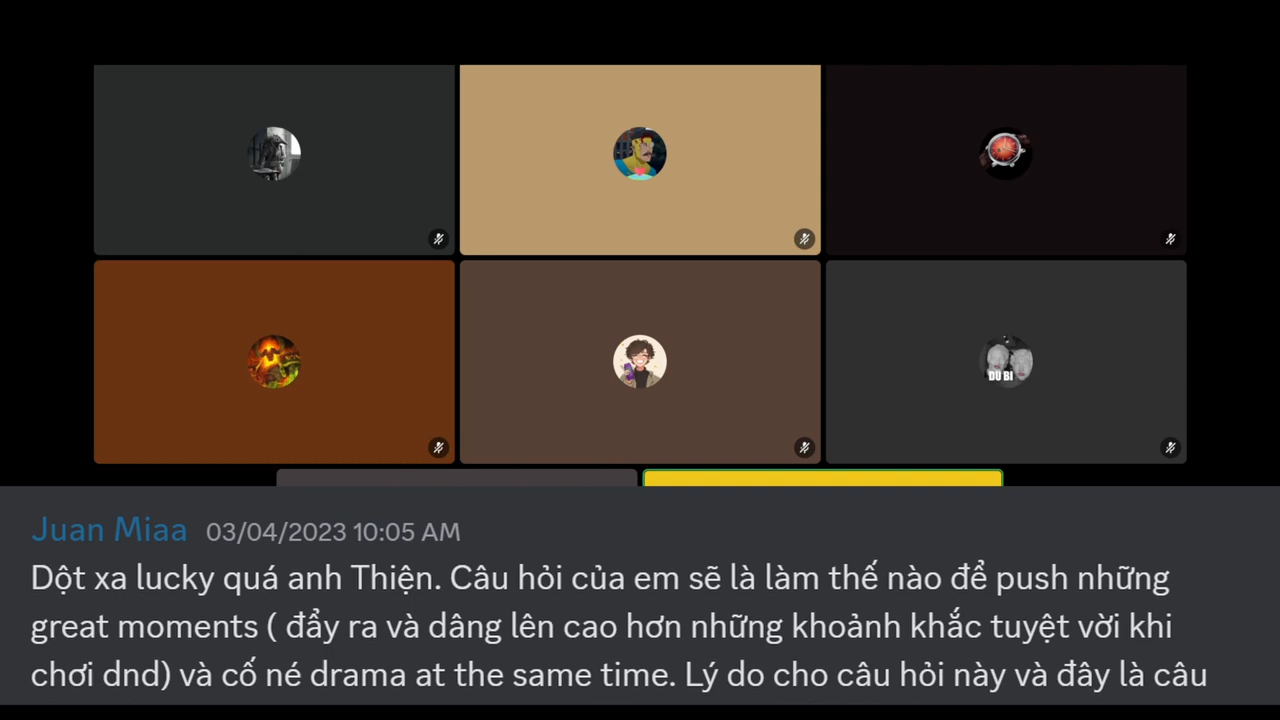 DU BI
Juan Miaa 03/04/2023 10:05 AM
Dột xa lucky quá anh Thiện. Câu hỏi của em sẽ là làm thế nào để push những
great moments ( đẩy ra và dâng lên cao hơn những khoảnh khắc tuyệt vời khi
chơi dnd) và cố né drama at the same time. Lý do cho câu hỏi này và đây là câu